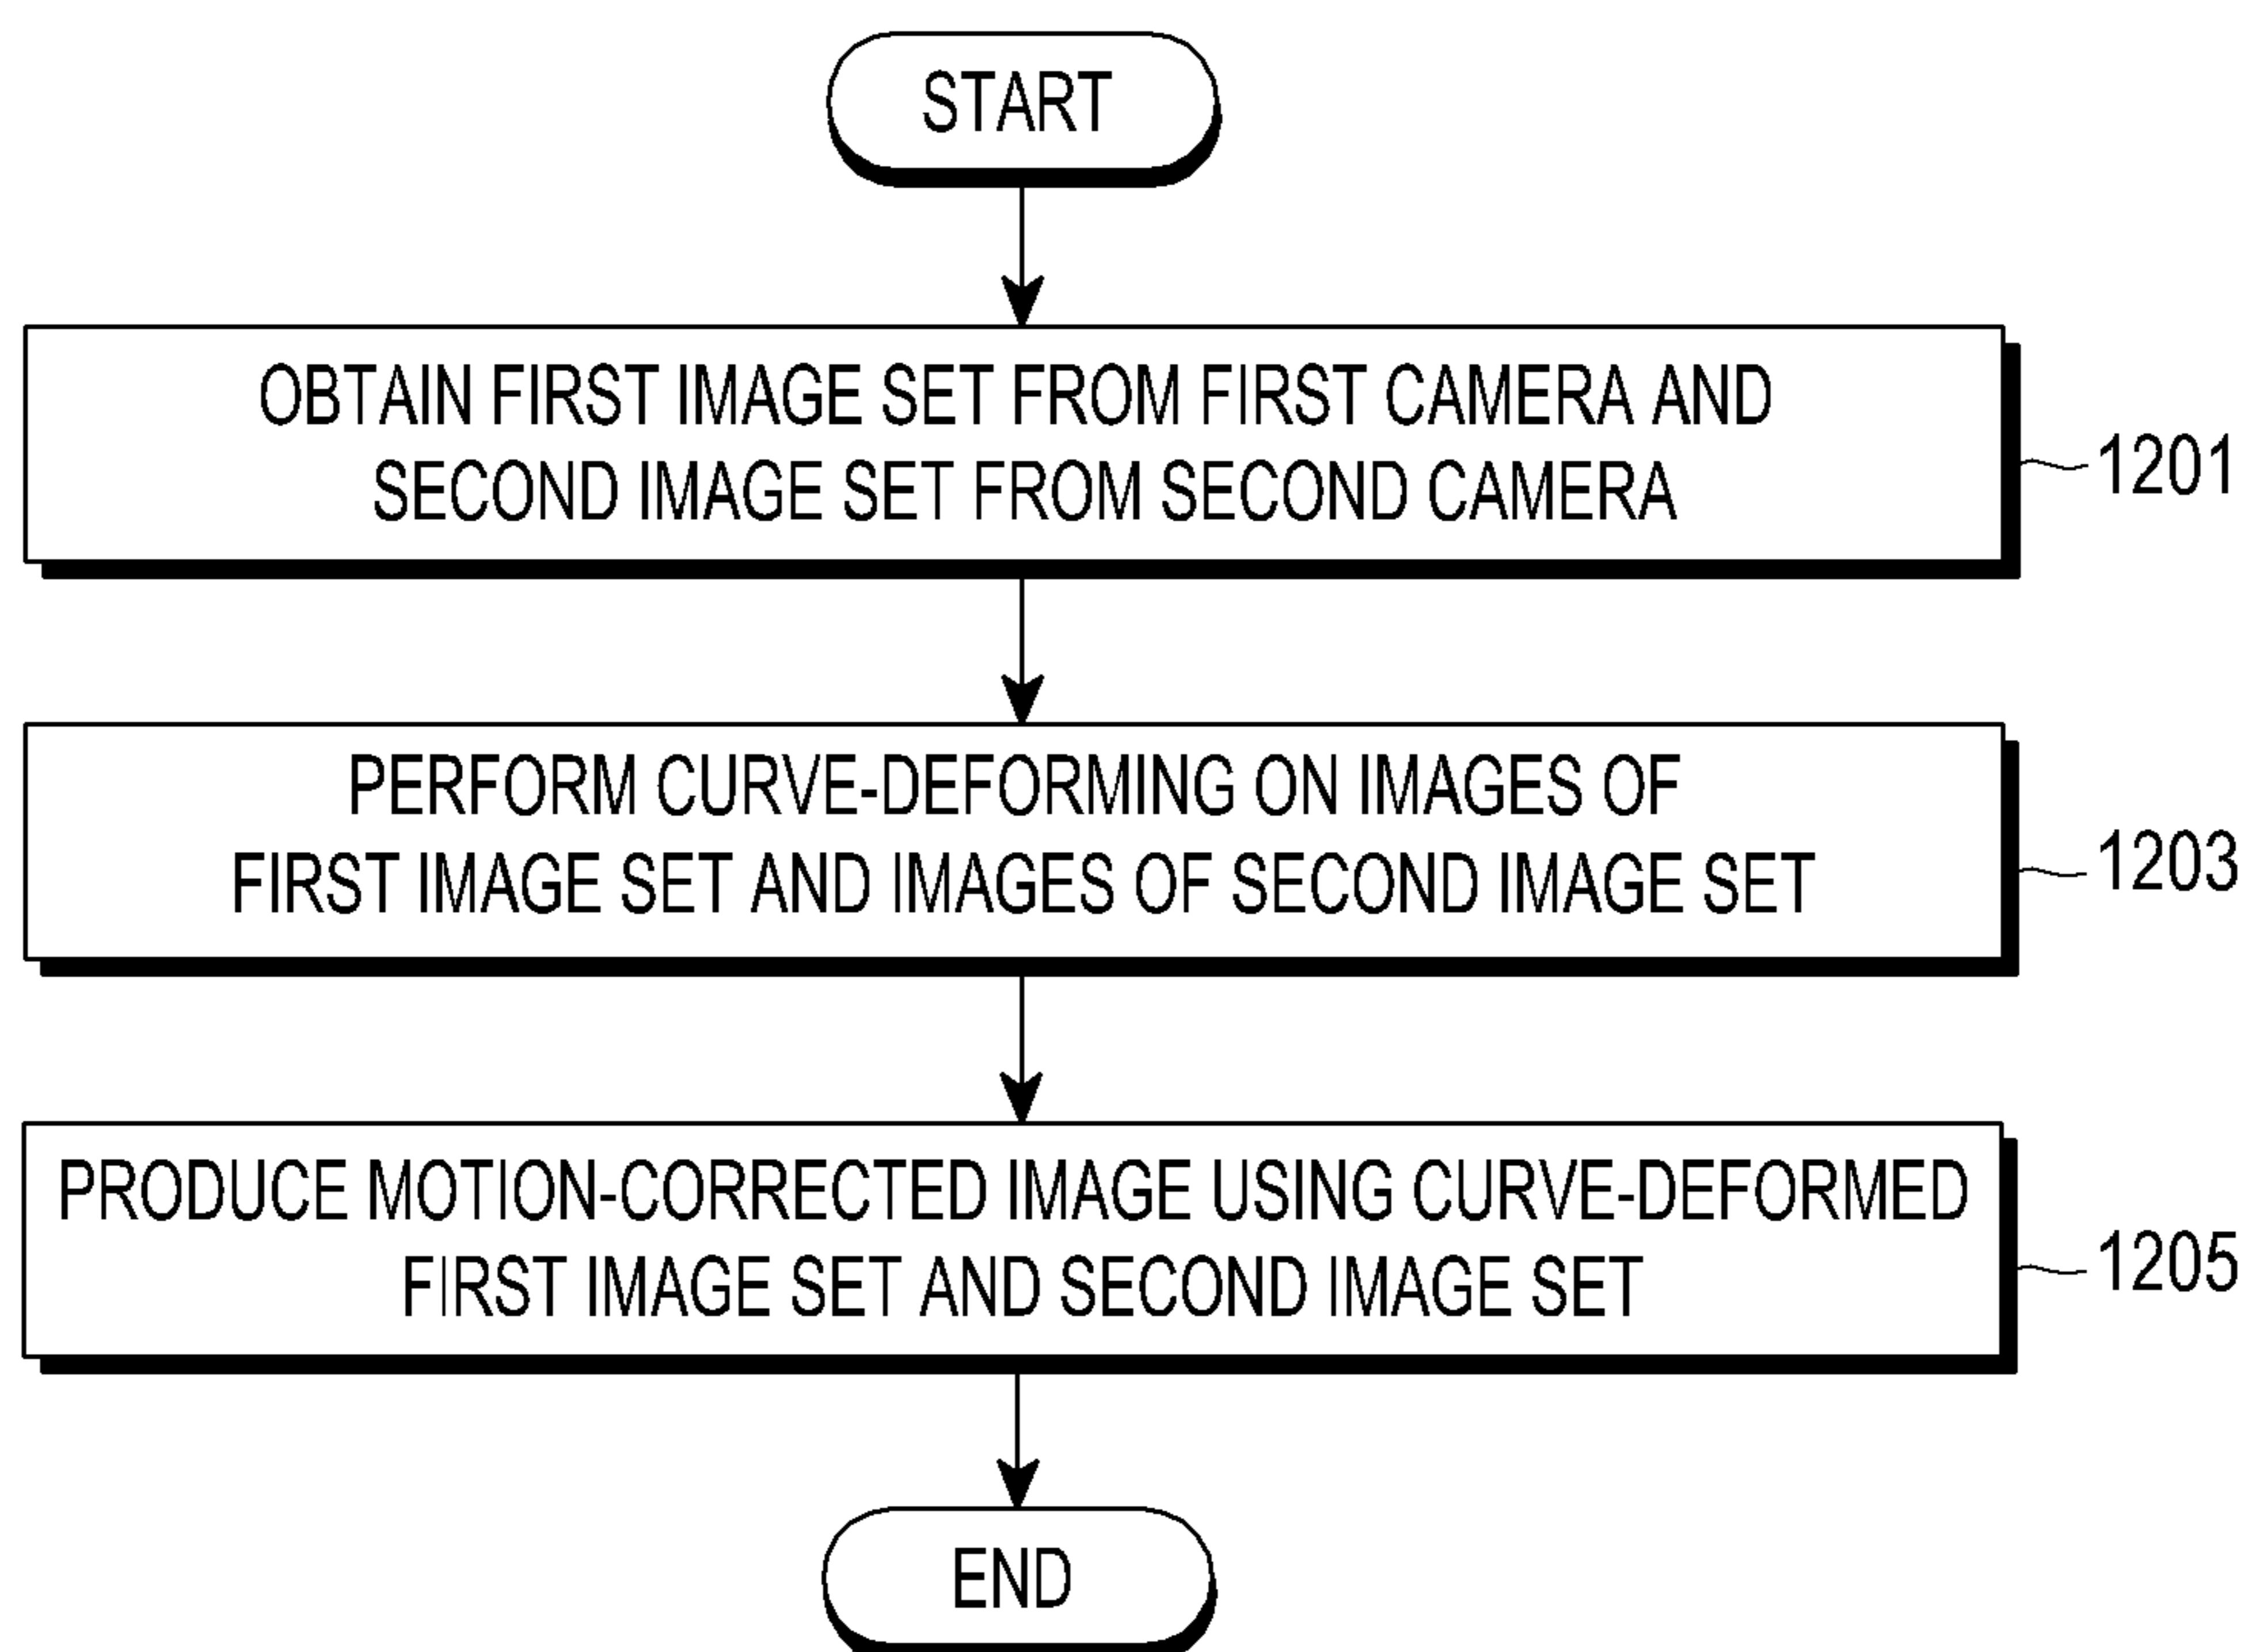 START
OBTAIN FIRST IMAGE SET FROM FIRST CAMERA AND
SECOND IMAGE SET FROM SECOND CAMERA
1201
PERFORM CURVE-DEFORMING ON IMAGES OF
FIRST IMAGE SET AND IMAGES OF SECOND IMAGE SET
1203
PRODUCE MOTION-CORRECTED IMAGE USING CURVE-DEFORMED
FIRST IMAGE SET AND SECOND IMAGE SET
1205
END